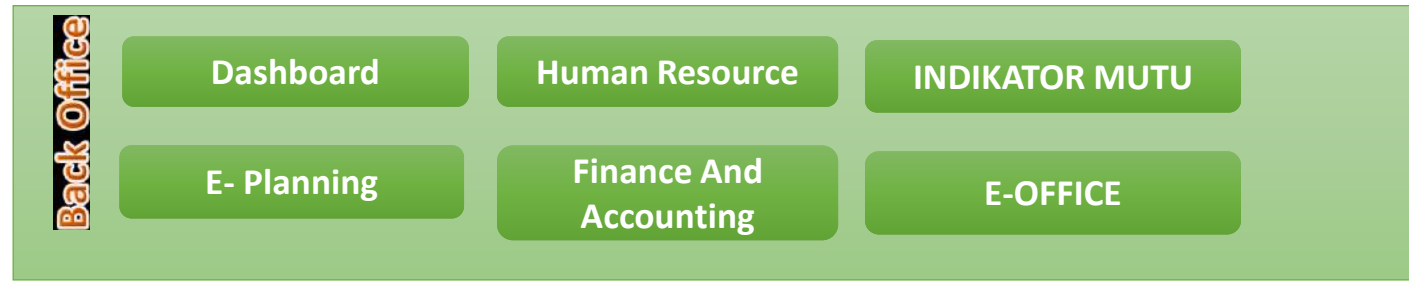 Back Office
Dashboard
Human Resource
INDIKATOR MUTU
E- Planning
Finance And
Accounting
E-OFFICE